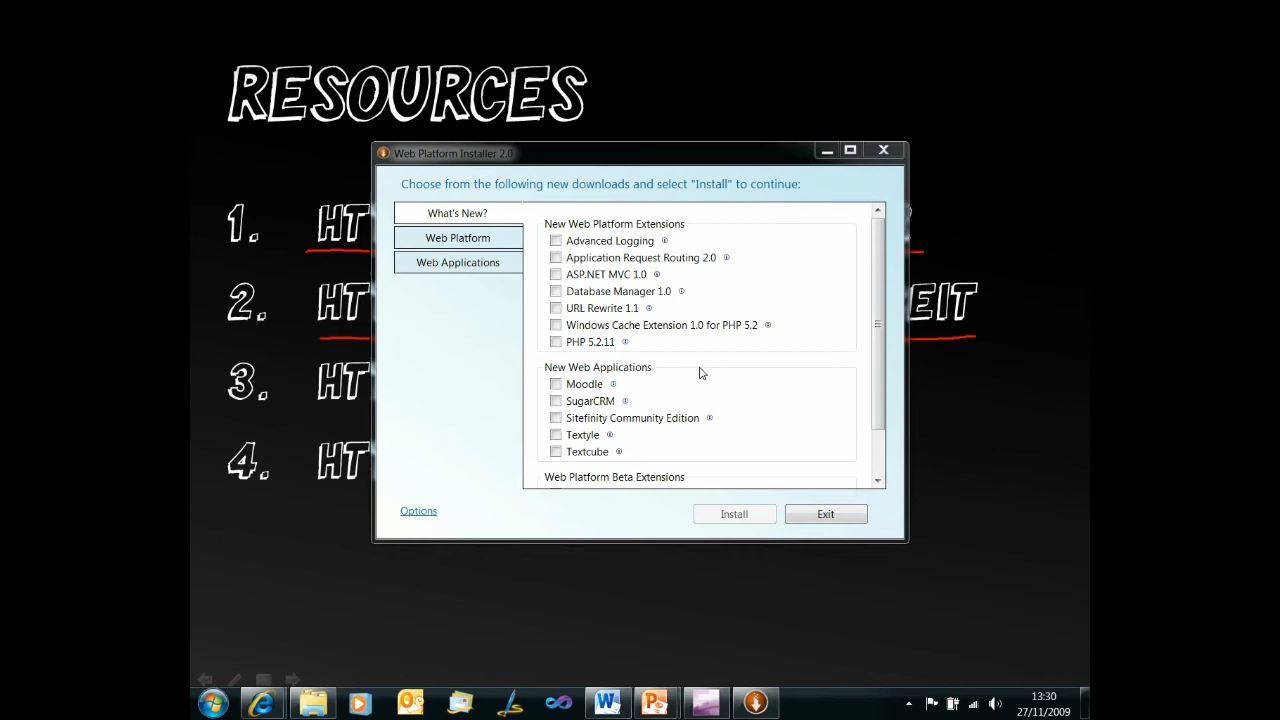 RESOURCES
Web Platform Installer 2.0
Choose from the following new downloads and select "Install" to continue:
What's New?
Web Platform
Web Applications
New Web Platform Extensions
Advanced Logging
Application Request Routing 2.0
ASP.NET MVC 1.0
Database Manager 1.0
URL Rewrite 1.1
Windows Cache Extension 1.0 for PHP 5.2
PHP 5.2.11
New Web Applications
Moodle
SugarCRM
Sitefinity Community Edition
Textyle
Textcube
Web Platform Beta Extensions
Options
Install
Exit
1. HT
2. HT EIT
3. HT
4. HT
13:30
27/11/2009